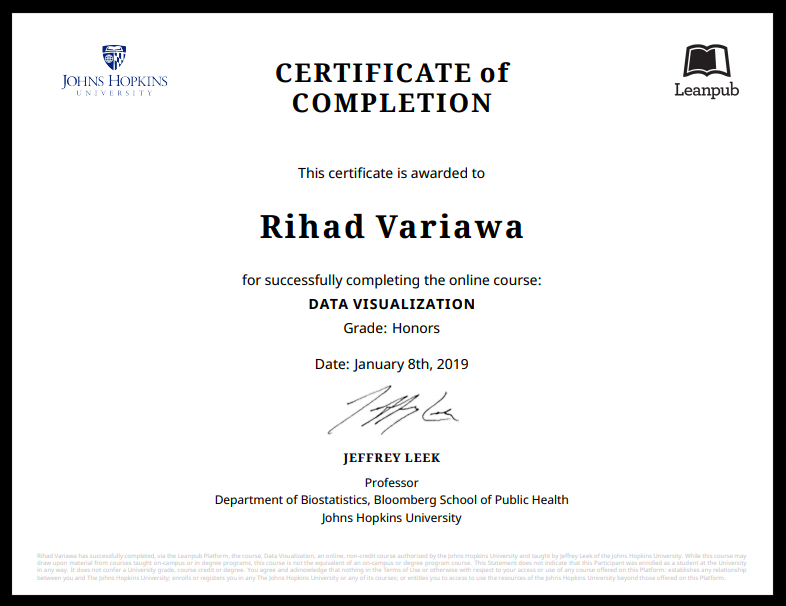 JOHNS HOPKINS
UNIVERSITY
CERTIFICATE of
COMPLETION
Leanpub
This certificate is awarded to
Rihad Variawa
for successfully completing the online course:
DATA VISUALIZATION
Grade: Honors
Date: January 8th, 2019
JEFFREY LEEK
Professor
Department of Biostatistics, Bloomberg School of Public Health
Johns Hopkins University
Rihad Variawa has successfully completed, via the Leanpub Platform, the course, Data Visualization, an online, non-credit course authorized by the Johns Hopkins University and taught by Jeffrey Leek of the Johns Hopkins University. While this course may
draw upon material from courses taught on-campus or in degree programs, this course is not the equivalent of an on-campus or degree program course. This Statement does not indicate that this Participant was enrolled as a student at the University
in any way. It does not confer a University grade, course credit or degree. You agree and acknowledge that nothing in the Terms of Use or otherwise with respect to your access or use of any course offered on this Platform: establishes any relationship
between you and The Johns Hopkins University; enrolls or registers you in any The Johns Hopkins University or any of its courses; or entitles you to access to use the resources of the Johns Hopkins University beyond those offered on this Platform.